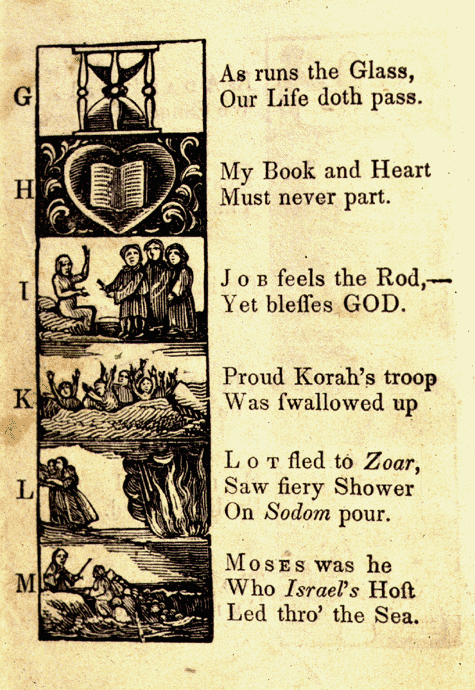 G
As runs the Glass,
Our Life doth pass.
H
My Book and Heart
Must never part.
I
JOB feels the Rod,—
Yet bleſſes GOD.
K
Proud Korah's troop
Was ſwallowed up
L
LOT fled to Zoar,
Saw fiery Shower
On Sodom pour.
M
MOSES was he
Who Israel's Hoſt
Led thro' the Sea.